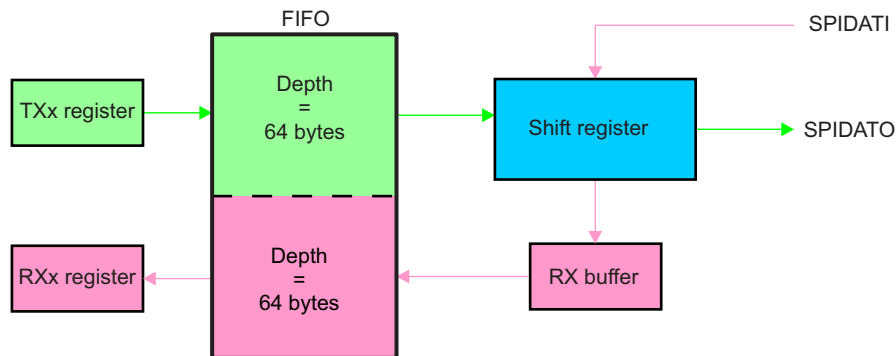 FIFO
SPIDATI
Depth
=
64 bytes
TXx register
Shift register
SPIDATO
Depth
=
64 bytes
RXx register
RX buffer